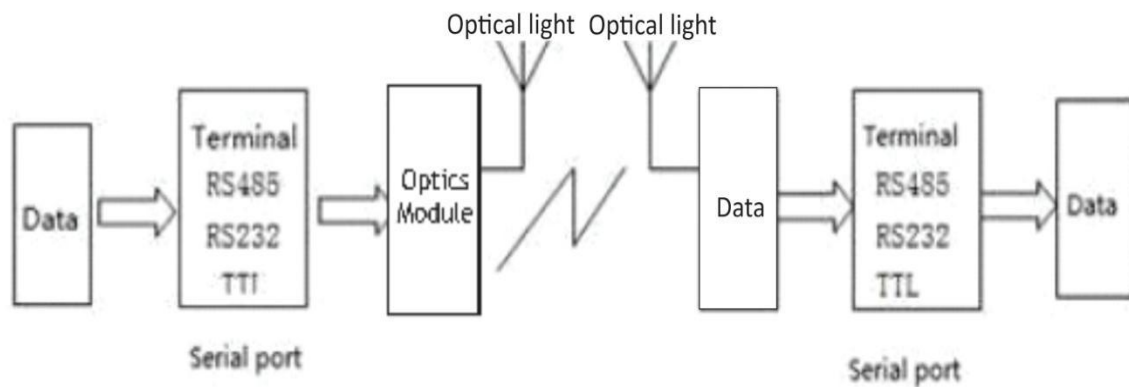 Optical light Optical light
Data
Terminal
RS485
RS232
TTL
Serial port
Optics
Module
Data
Terminal
RS485
RS232
TTL
Serial port
Data